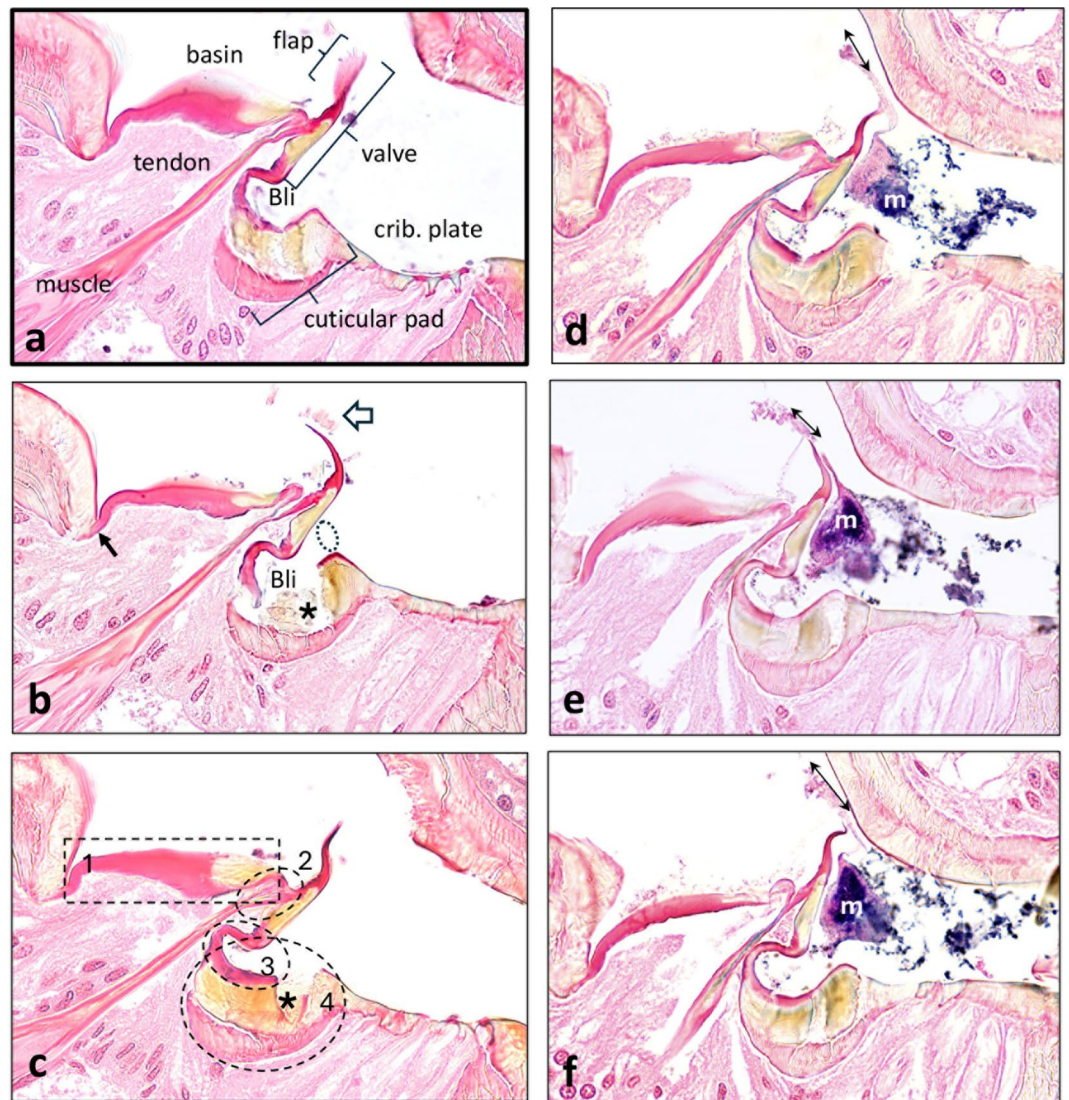 flap
basin
valve
tendon
Bli
crib. plate
muscle
cuticular pad
a
Bli
*
b
1
2
3
*
4
c
m
d
m
e
m
f